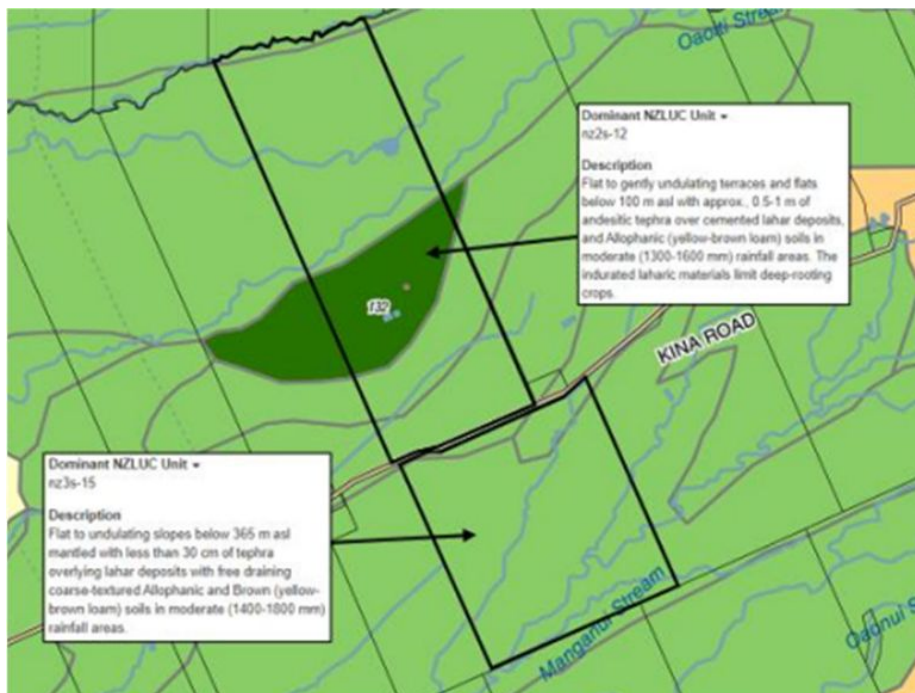 Oaoiti Stream
Dominant NZLUC Unit
nz2s-12
Description
Flat to gently undulating terraces and flats
below 100 m asl with approx., 0.5-1 m of
andesitic tephra over cemented lahar deposits,
and Allophanic (yellow-brown loam) soils in
moderate (1300-1600 mm) rainfall areas. The
indurated laharic materials limit deep-rooting
crops.
132
KINA ROAD
Dominant NZLUC Unit
nz3s-15
Description
Flat to undulating slopes below 365 m asl
mantled with less than 30 cm of tephra
overlying lahar deposits with free draining
coarse-textured Allophanic and Brown (yellow-
brown loam) soils in moderate (1400-1800 mm)
rainfall areas.
Manganui Stream
Oaonui S